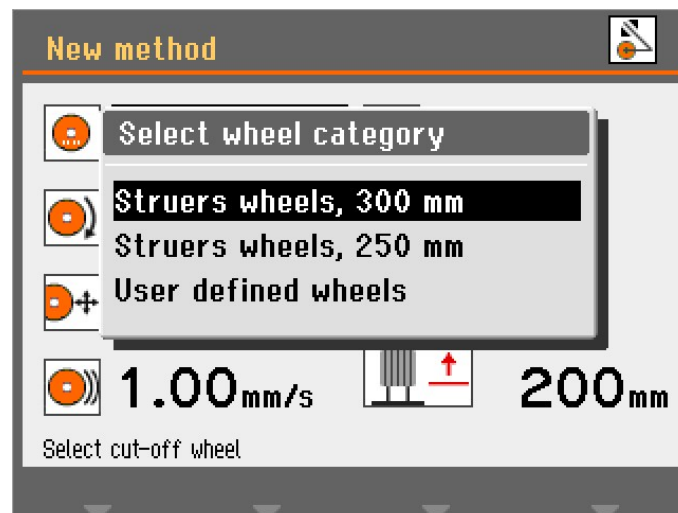 New method
Select wheel category
Struers wheels, 300 mm
Struers wheels, 250 mm
User defined wheels
1.00mm/s
200mm
Select cut-off wheel